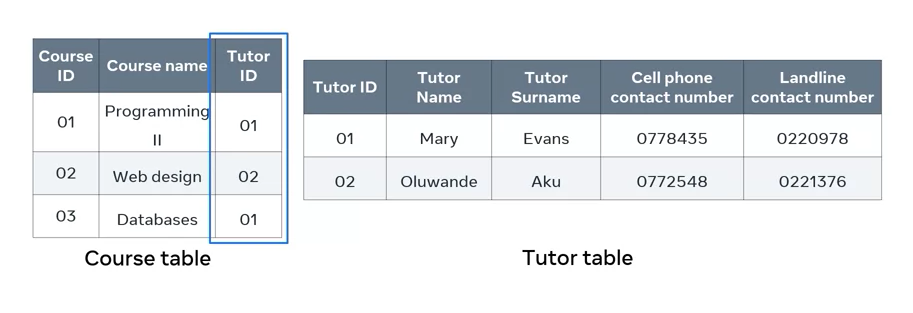 Course ID | Course name | Tutor ID
01 | Programming II | 01
02 | Web design | 02
03 | Databases | 01
Course table
Tutor ID | Tutor Name | Tutor Surname | Cell phone contact number | Landline contact number
01 | Mary | Evans | 0778435 | 0220978
02 | Oluwande | Aku | 0772548 | 0221376
Tutor table